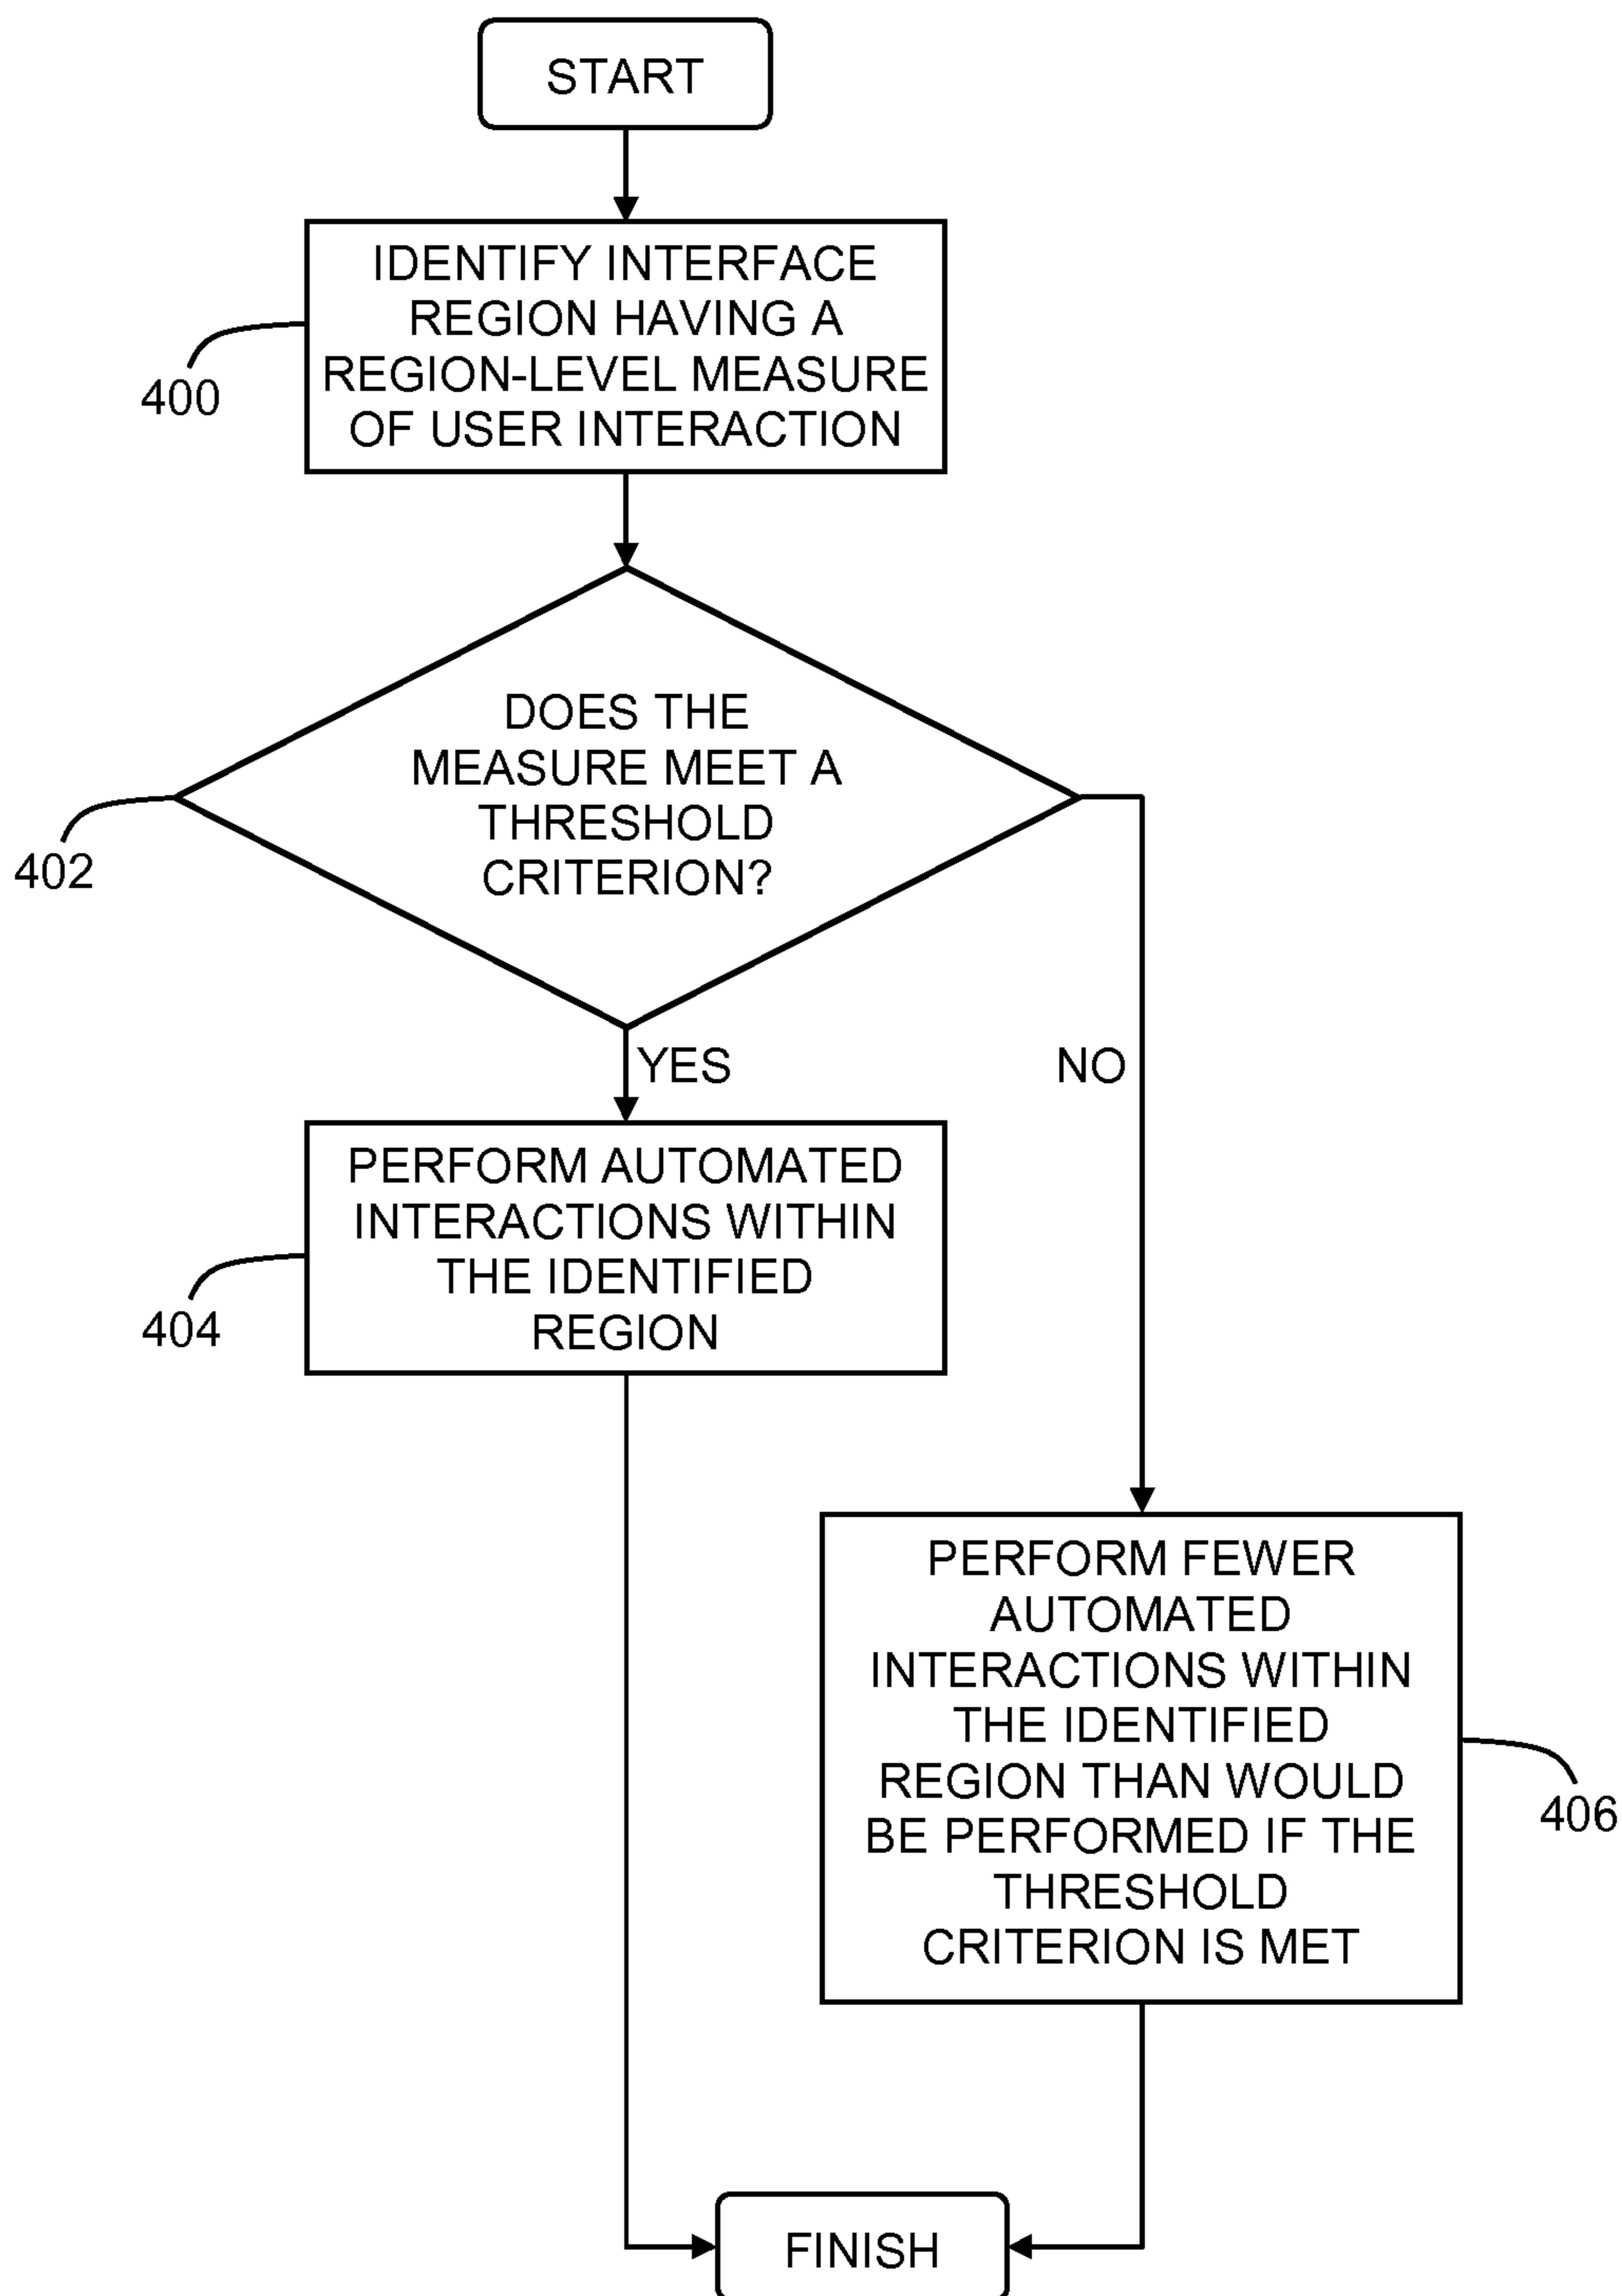 START
IDENTIFY INTERFACE
REGION HAVING A
REGION-LEVEL MEASURE
OF USER INTERACTION
400
DOES THE
MEASURE MEET A
THRESHOLD
CRITERION?
402
YES
NO
PERFORM AUTOMATED
INTERACTIONS WITHIN
THE IDENTIFIED
REGION
404
PERFORM FEWER
AUTOMATED
INTERACTIONS WITHIN
THE IDENTIFIED
REGION THAN WOULD
BE PERFORMED IF THE
THRESHOLD
CRITERION IS MET
406
FINISH